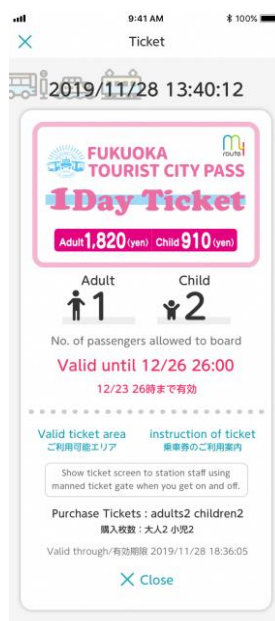 9:41 AM
100%
Ticket
2019/11/28 13:40:12
my
route
FUKUOKA
TOURIST CITY PASS
1Day Ticket
Adult 1,820 (yen) Child 910 (yen)
Adult Child
1 2
No. of passengers allowed to board
Valid until 12/26 26:00
12/23 26時まで有効
Valid ticket area instruction of ticket
ご利用可能エリア 乗車券のご利用案内
Show ticket screen to station staff using
manned ticket gate when you get on and off.
Purchase Tickets : adults2 children2
購入枚数：大人2 小児2
Valid through/有効期限 2019/11/28 18:36:05
Close